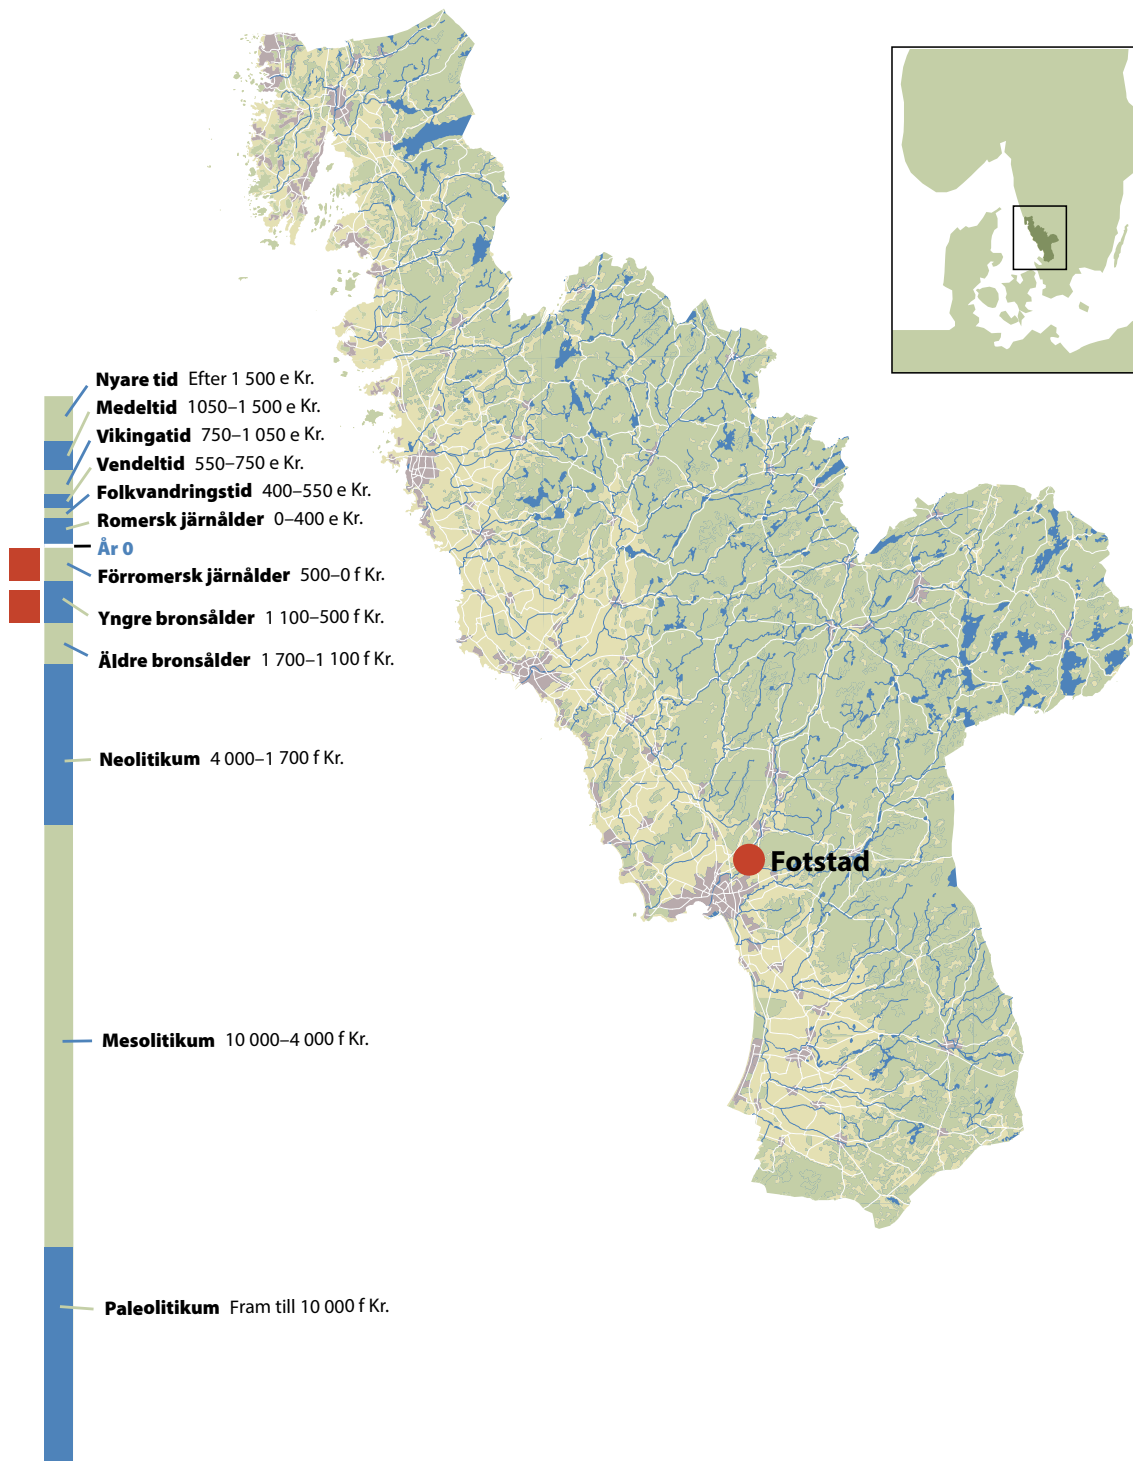 Nyare tid Efter 1 500 e Kr.
Medeltid 1050–1 500 e Kr.
Vikingatid 750–1 050 e Kr.
Vendeltid 550–750 e Kr.
Folkvandringstid 400–550 e Kr.
Romersk järnålder 0–400 e Kr.
År 0
Förromersk järnålder 500–0 f Kr.
Yngre bronsålder 1 100–500 f Kr.
Äldre bronsålder 1 700–1 100 f Kr.
Neolitikum 4 000–1 700 f Kr.
Fotstad
Mesolitikum 10 000–4 000 f Kr.
Paleolitikum Fram till 10 000 f Kr.